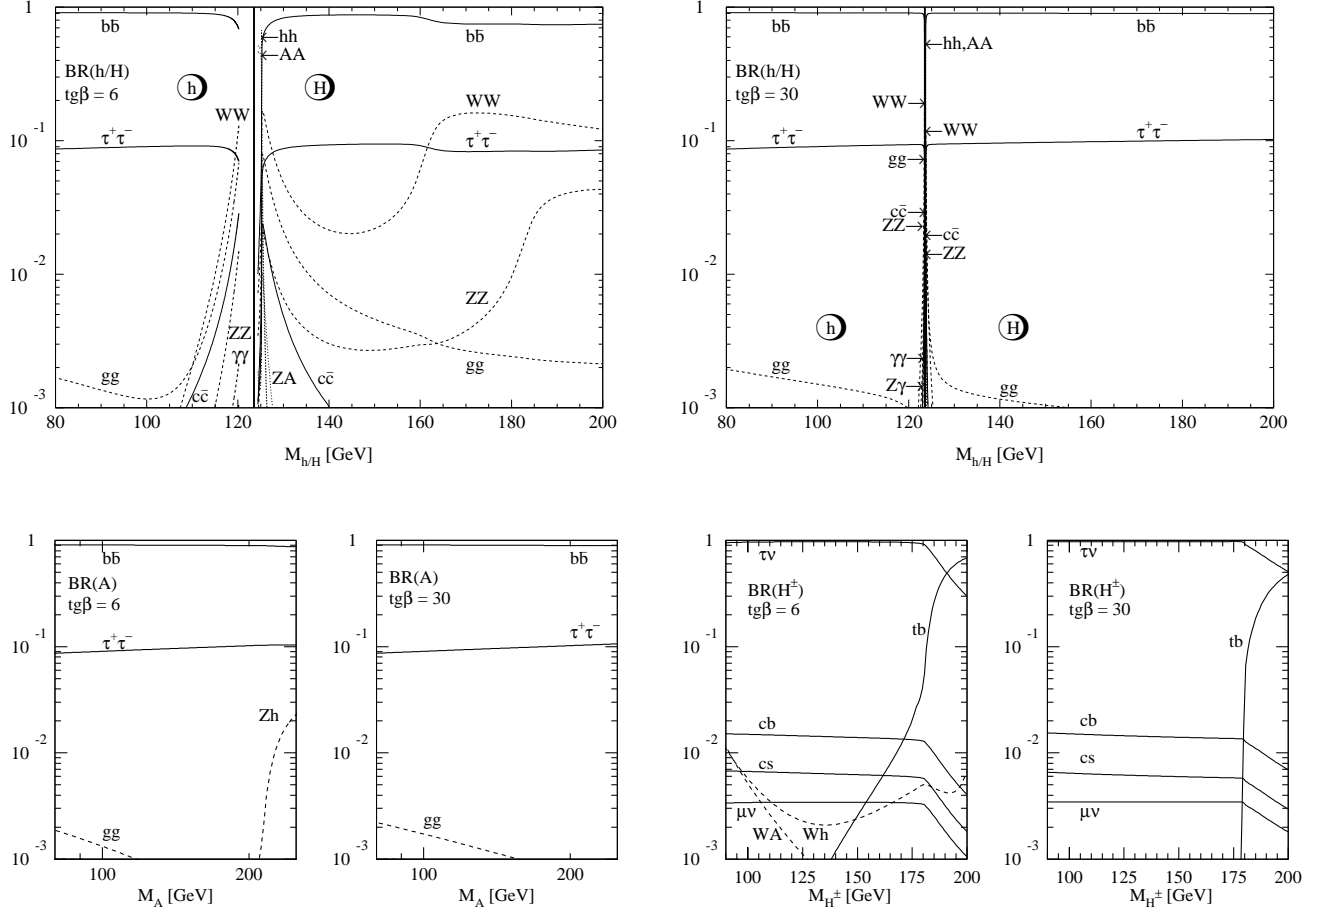 1
bb̄
hh
AA
bb̄
BR(h/H)
tgβ = 6
h
H
WW
WW
10⁻¹
τ⁺τ⁻
τ⁺τ⁻
10⁻²
ZZ
ZZ
γγ
gg
gg
ZA
cc̄
cc̄
10⁻³
80 100 120 140 160 180 200
M_h/H [GeV]
1
bb̄
bb̄
hh,AA
BR(h/H)
tgβ = 30
WW
WW
10⁻¹
τ⁺τ⁻
τ⁺τ⁻
gg
cc̄
ZZ
cc̄
ZZ
10⁻²
h
H
γγ
gg
Zγ
gg
10⁻³
80 100 120 140 160 180 200
M_h/H [GeV]
1
bb̄
BR(A)
tgβ = 6
10⁻¹
τ⁺τ⁻
Zh
10⁻²
gg
10⁻³
100 200
M_A [GeV]
1
bb̄
BR(A)
tgβ = 30
10⁻¹
τ⁺τ⁻
10⁻²
gg
10⁻³
100 200
M_A [GeV]
1
τν
BR(H±)
tgβ = 6
10⁻¹
tb
cb
10⁻²
cs
μν
WA
Wh
10⁻³
100 125 150 175 200
M_H± [GeV]
1
τν
BR(H±)
tgβ = 30
10⁻¹
tb
cb
10⁻²
cs
μν
10⁻³
100 125 150 175 200
M_H± [GeV]